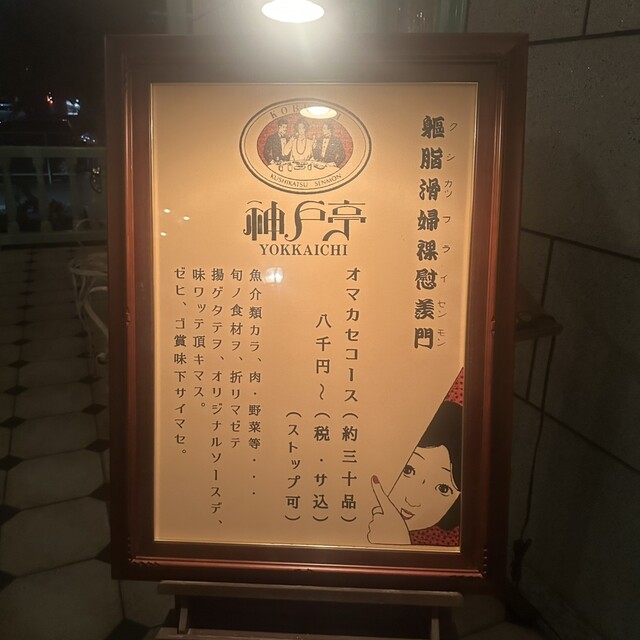 軀脂滑婦裸慰羨門
クシカツフライセンモン
KUSHIKATSU SENMON
神戸亭
YOKKAICHI
オマカセコース(約三十品)
八千円〜(税・サ込)
(ストップ可)
魚介類カラ、肉・野菜等・・・
旬ノ食材ヲ、折リマゼテ
揚ゲタテヲ、オリジナルソースデ、
味ワッテ頂キマス。
ゼヒ、ゴ賞味下サイマセ。